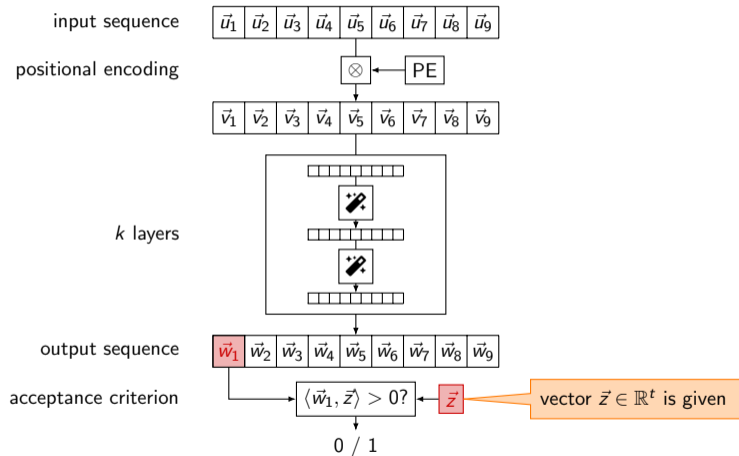 input sequence u⃗1 u⃗2 u⃗3 u⃗4 u⃗5 u⃗6 u⃗7 u⃗8 u⃗9
positional encoding ⊗ PE
v⃗1 v⃗2 v⃗3 v⃗4 v⃗5 v⃗6 v⃗7 v⃗8 v⃗9
k layers
output sequence w⃗1 w⃗2 w⃗3 w⃗4 w⃗5 w⃗6 w⃗7 w⃗8 w⃗9
acceptance criterion ⟨w⃗1, z⃗⟩ > 0? z⃗ vector z⃗ ∈ ℝᵗ is given
0 / 1